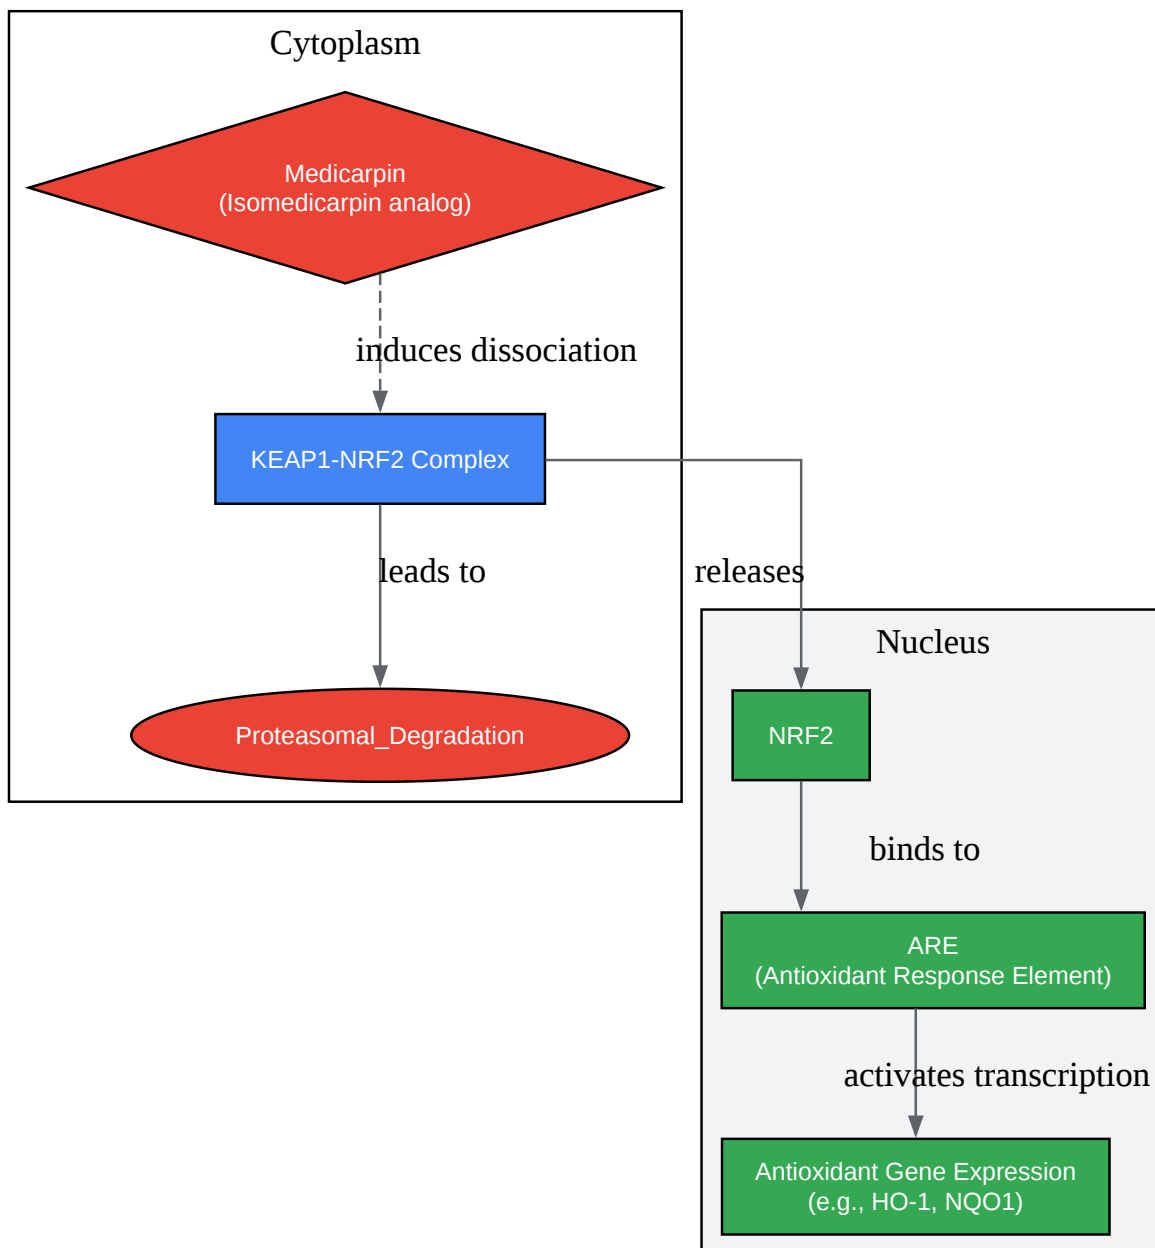 Cytoplasm
Medicarpin
(Isomedicarpin analog)
induces dissociation
KEAP1-NRF2 Complex
leads to
releases
Proteasomal_Degradation
Nucleus
NRF2
binds to
ARE
(Antioxidant Response Element)
activates transcription
Antioxidant Gene Expression
(e.g., HO-1, NQO1)